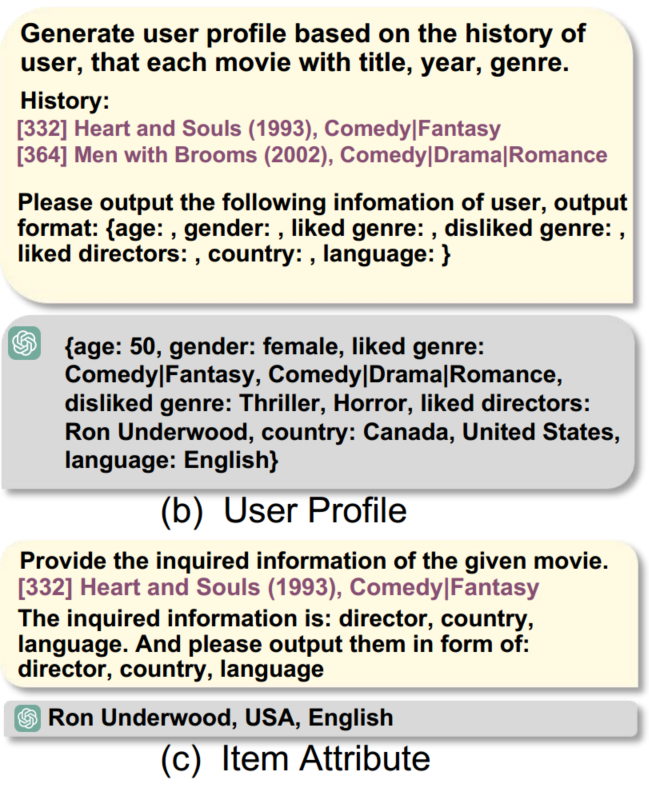 Generate user profile based on the history of
user, that each movie with title, year, genre.
History:
[332] Heart and Souls (1993), Comedy|Fantasy
[364] Men with Brooms (2002), Comedy|Drama|Romance
Please output the following infomation of user, output
format: {age: , gender: , liked genre: , disliked genre: ,
liked directors: , country: , language: }
{age: 50, gender: female, liked genre:
Comedy|Fantasy, Comedy|Drama|Romance,
disliked genre: Thriller, Horror, liked directors:
Ron Underwood, country: Canada, United States,
language: English}
(b) User Profile
Provide the inquired information of the given movie.
[332] Heart and Souls (1993), Comedy|Fantasy
The inquired information is: director, country,
language. And please output them in form of:
director, country, language
Ron Underwood, USA, English
(c) Item Attribute